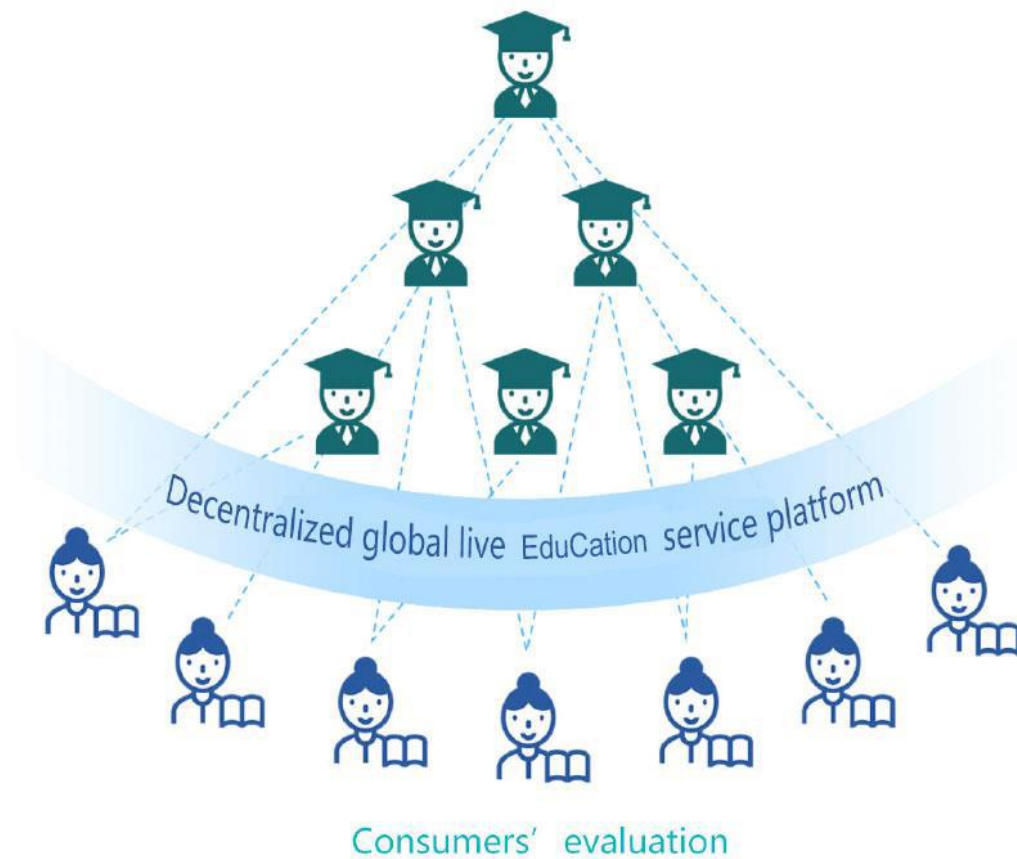 Decentralized global live EduCation service platform
Consumers' evaluation